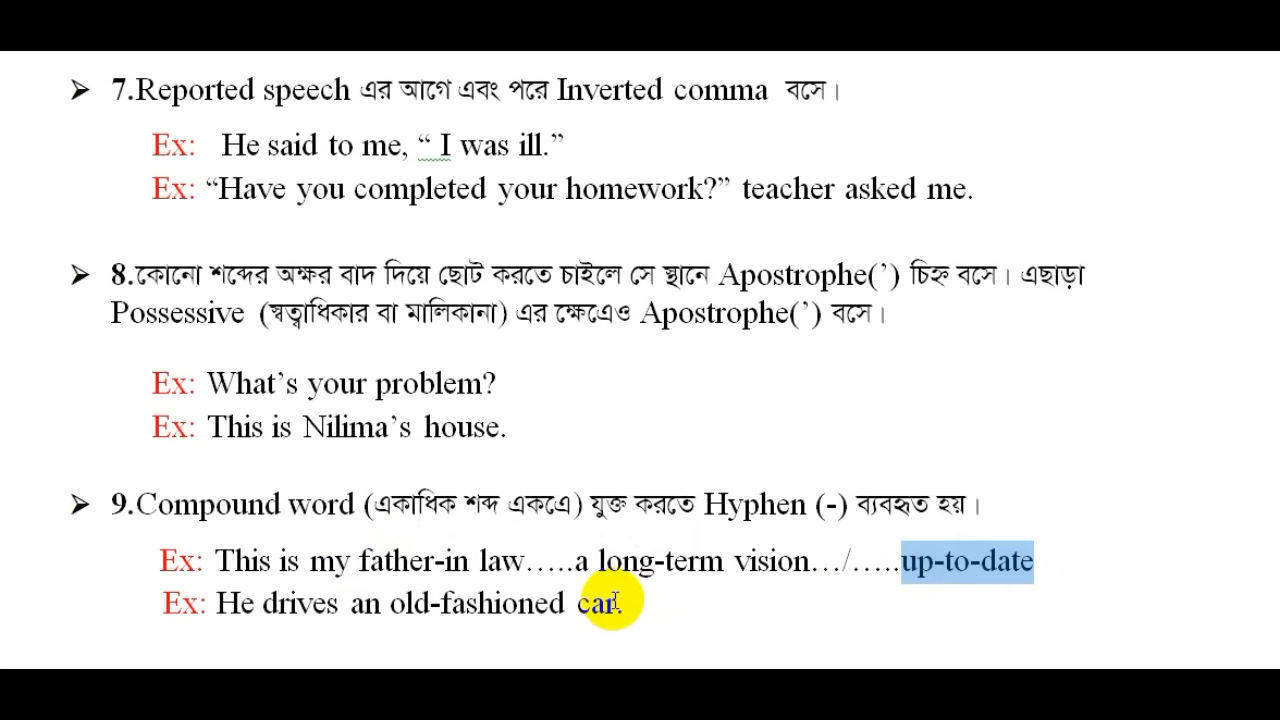 ➢ 7.Reported speech এর আগে এবং পরে Inverted comma বসে।
Ex: He said to me, “ I was ill.”
Ex: “Have you completed your homework?” teacher asked me.
➢ 8.কোনো শব্দের অক্ষর বাদ দিয়ে ছোট করতে চাইলে সে স্থানে Apostrophe(’) চিহ্ন বসে। এছাড়া
Possessive (স্বত্বাধিকার বা মালিকানা) এর ক্ষেএেও Apostrophe(’) বসে।
Ex: What’s your problem?
Ex: This is Nilima’s house.
➢ 9.Compound word (একাধিক শব্দ একএে) যুক্ত করতে Hyphen (-) ব্যবহৃত হয়।
Ex: This is my father-in law…..a long-term vision…/…..up-to-date
Ex: He drives an old-fashioned car.